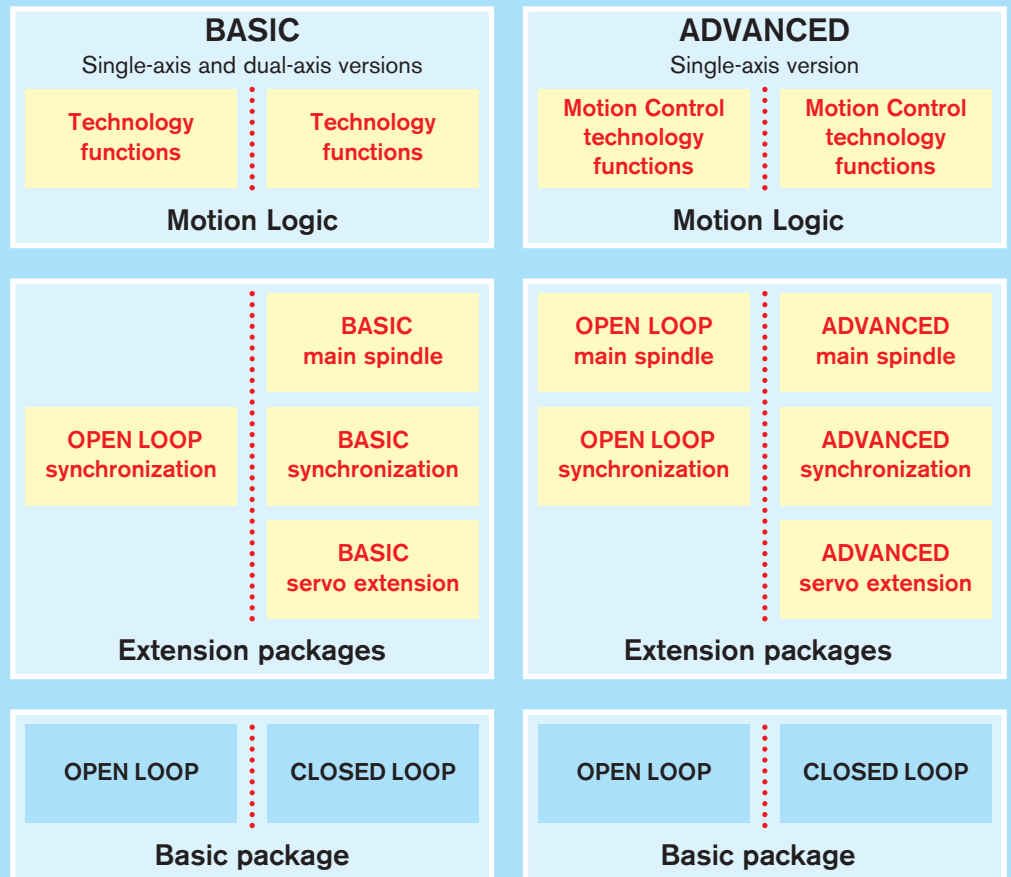 BASIC
Single-axis and dual-axis versions
Technology
functions
Technology
functions
Motion Logic
BASIC
main spindle
OPEN LOOP
synchronization
BASIC
synchronization
BASIC
servo extension
Extension packages
OPEN LOOP
CLOSED LOOP
Basic package
ADVANCED
Single-axis version
Motion Control
technology
functions
Motion Control
technology
functions
Motion Logic
OPEN LOOP
main spindle
ADVANCED
main spindle
OPEN LOOP
synchronization
ADVANCED
synchronization
ADVANCED
servo extension
Extension packages
OPEN LOOP
CLOSED LOOP
Basic package